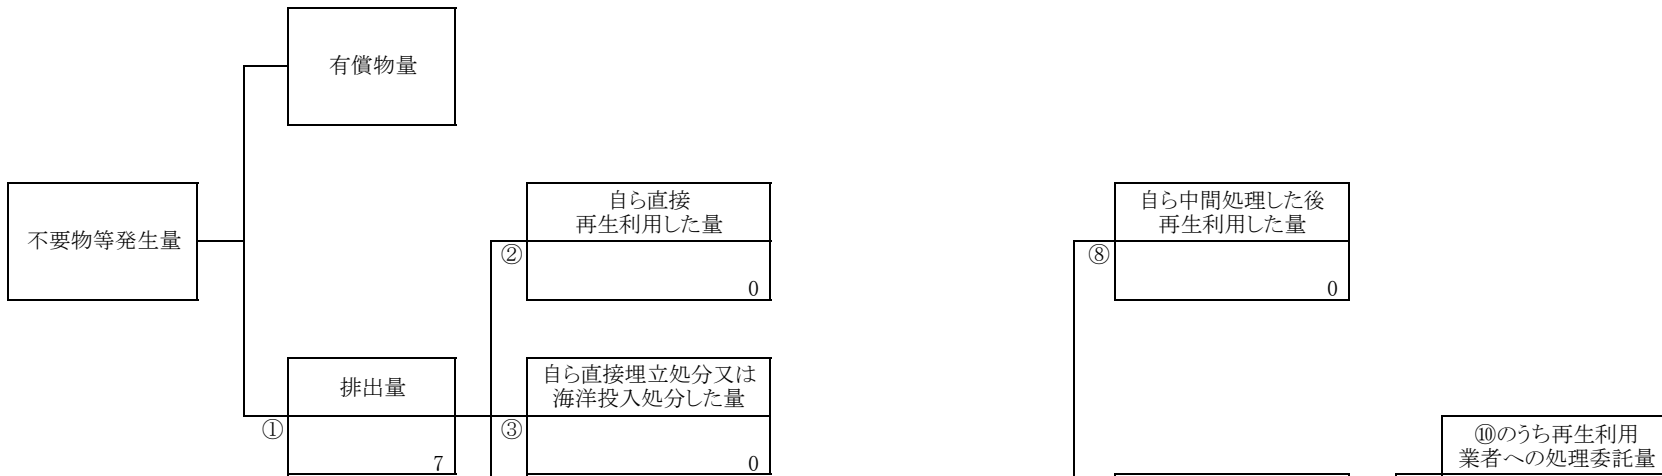 有償物量
不要物等発生量
自ら直接
再生利用した量
②
0
自ら中間処理した後
再生利用した量
⑧
0
排出量
①
7
自ら直接埋立処分又は
海洋投入処分した量
③
0
⑩のうち再生利用
業者への処理委託量